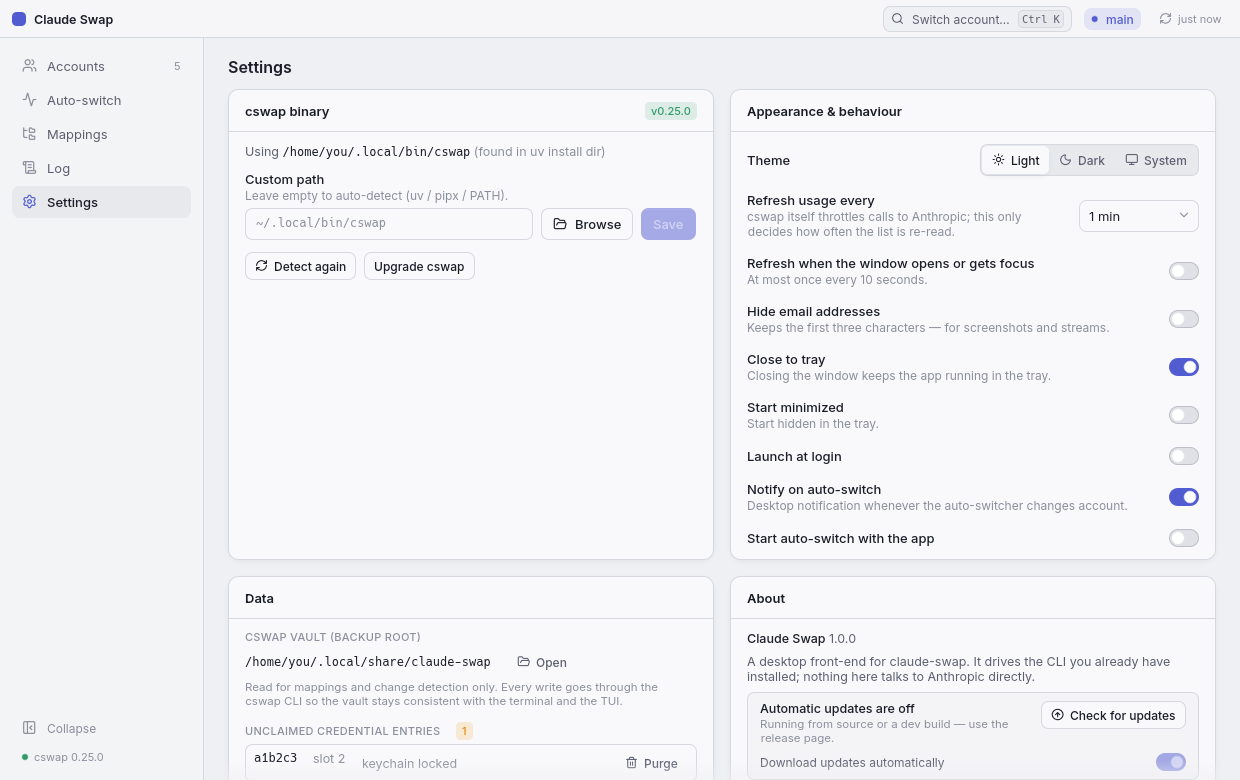 Claude Swap
Switch account... Ctrl K
main
just now
Accounts 5
Auto-switch
Mappings
Log
Settings
Collapse
cswap 0.25.0
Settings
cswap binary v0.25.0
Using /home/you/.local/bin/cswap (found in uv install dir)
Custom path
Leave empty to auto-detect (uv / pipx / PATH).
~/.local/bin/cswap Browse Save
Detect again Upgrade cswap
Appearance & behaviour
Theme Light Dark System
Refresh usage every
cswap itself throttles calls to Anthropic; this only
decides how often the list is re-read.
1 min
Refresh when the window opens or gets focus
At most once every 10 seconds.
Hide email addresses
Keeps the first three characters — for screenshots and streams.
Close to tray
Closing the window keeps the app running in the tray.
Start minimized
Start hidden in the tray.
Launch at login
Notify on auto-switch
Desktop notification whenever the auto-switcher changes account.
Start auto-switch with the app
Data
CSWAP VAULT (BACKUP ROOT)
/home/you/.local/share/claude-swap Open
Read for mappings and change detection only. Every write goes through the
cswap CLI so the vault stays consistent with the terminal and the TUI.
UNCLAIMED CREDENTIAL ENTRIES 1
a1b2c3 slot 2 keychain locked Purge
About
Claude Swap 1.0.0
A desktop front-end for claude-swap. It drives the CLI you already have
installed; nothing here talks to Anthropic directly.
Automatic updates are off
Running from source or a dev build — use the
release page.
Check for updates
Download updates automatically